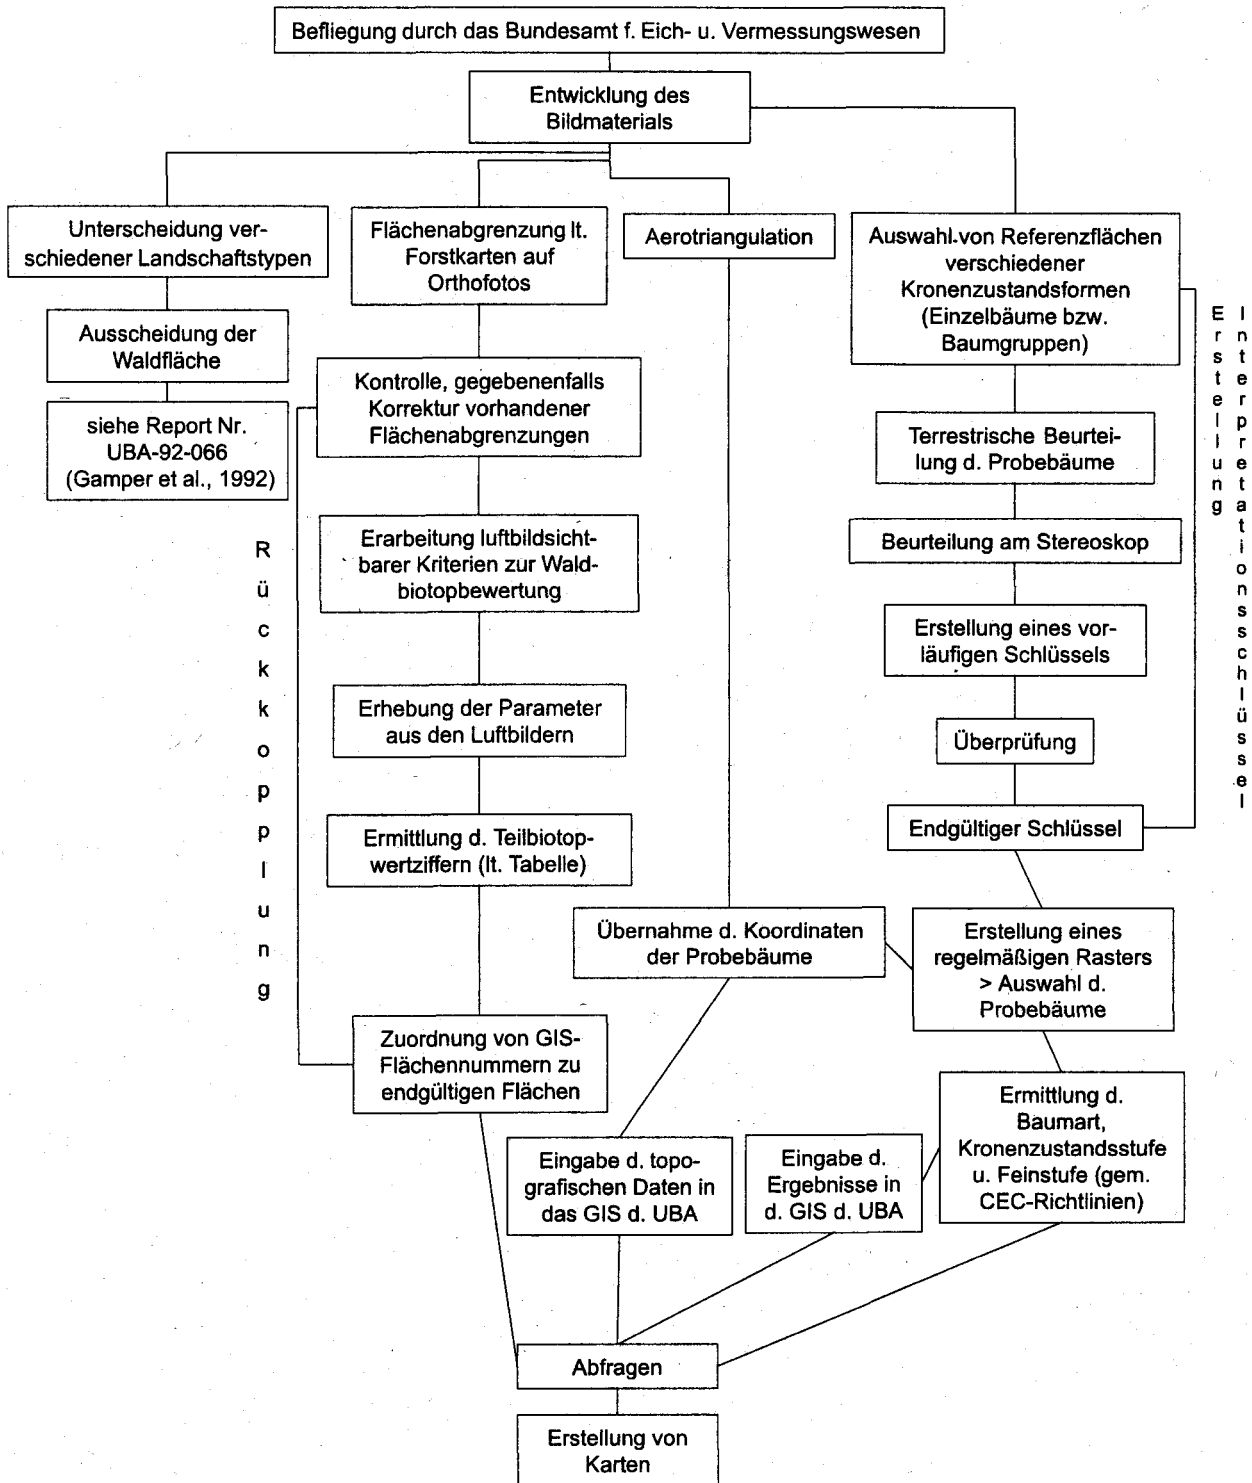 Befliegung durch das Bundesamt f. Eich- u. Vermessungswesen
Entwicklung des
Bildmaterials
Unterscheidung ver-
schiedener Landschaftstypen
Ausscheidung der
Waldfläche
siehe Report Nr.
UBA-92-066
(Gamper et al., 1992)
Flächenabgrenzung lt.
Forstkarten auf
Orthofotos
Kontrolle, gegebenenfalls
Korrektur vorhandener
Flächenabgrenzungen
Erarbeitung luftbildsicht-
barer Kriterien zur Wald-
biotopbewertung
Erhebung der Parameter
aus den Luftbildern
Ermittlung d. Teilbiotop-
wertziffern (lt. Tabelle)
Zuordnung von GIS-
Flächennummern zu
endgültigen Flächen
Rückkopplung
Aerotriangulation
Übernahme d. Koordinaten
der Probebäume
Eingabe d. topo-
grafischen Daten in
das GIS d. UBA
Auswahl von Referenzflächen
verschiedener
Kronenzustandsformen
(Einzelbäume bzw.
Baumgruppen)
Terrestrische Beurtei-
lung d. Probebäume
Beurteilung am Stereoskop
Erstellung eines vor-
läufigen Schlüssels
Überprüfung
Endgültiger Schlüssel
Erstellung
Interpretationsschlüssel
Erstellung eines
regelmäßigen Rasters
> Auswahl d.
Probebäume
Ermittlung d.
Baumart,
Kronenzustandsstufe
u. Feinstufe (gem.
CEC-Richtlinien)
Eingabe d.
Ergebnisse in
d. GIS d. UBA
Abfragen
Erstellung von
Karten